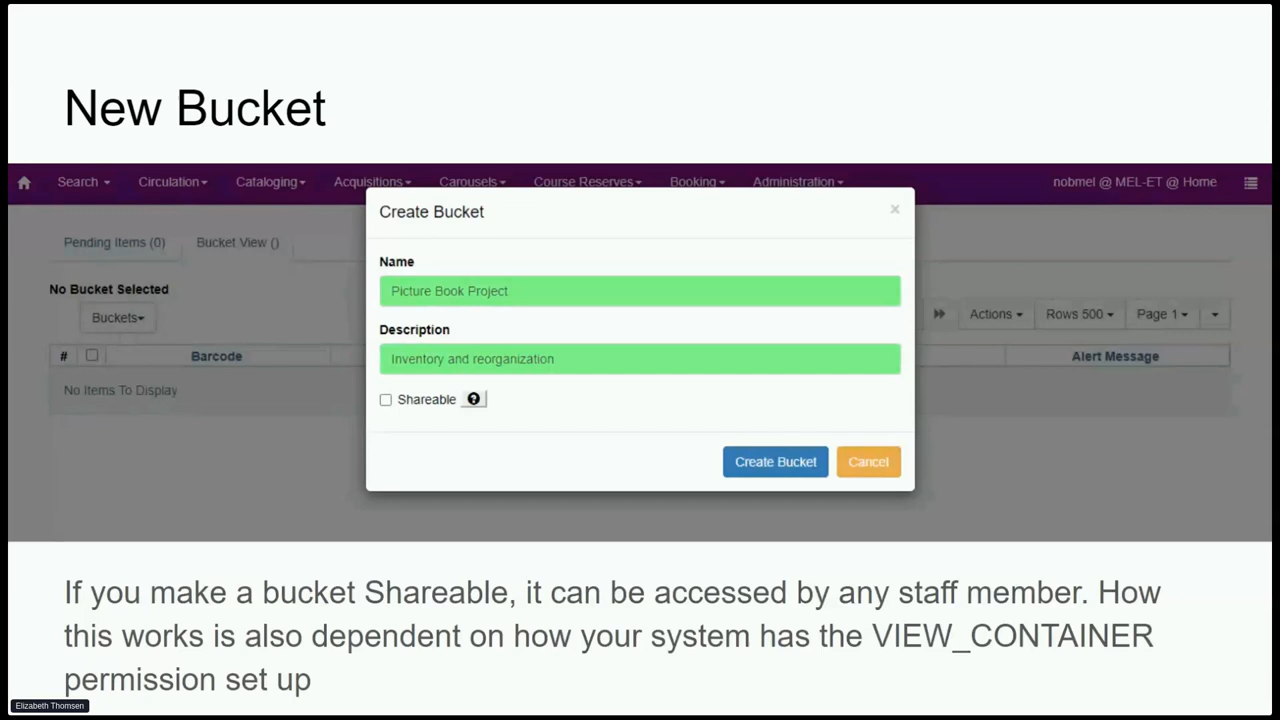 New Bucket
Search Circulation Cataloging Acquisitions Carousels Course Reserves Booking Administration nobmel @ MEL-ET @ Home
Create Bucket ×
Pending Items (0) Bucket View ()
Name
No Bucket Selected
Picture Book Project
Buckets Actions Rows 500 Page 1
Description
# Barcode Alert Message
Inventory and reorganization
No Items To Display
Shareable ?
Create Bucket Cancel
If you make a bucket Shareable, it can be accessed by any staff member. How
this works is also dependent on how your system has the VIEW_CONTAINER
permission set up
Elizabeth Thomsen